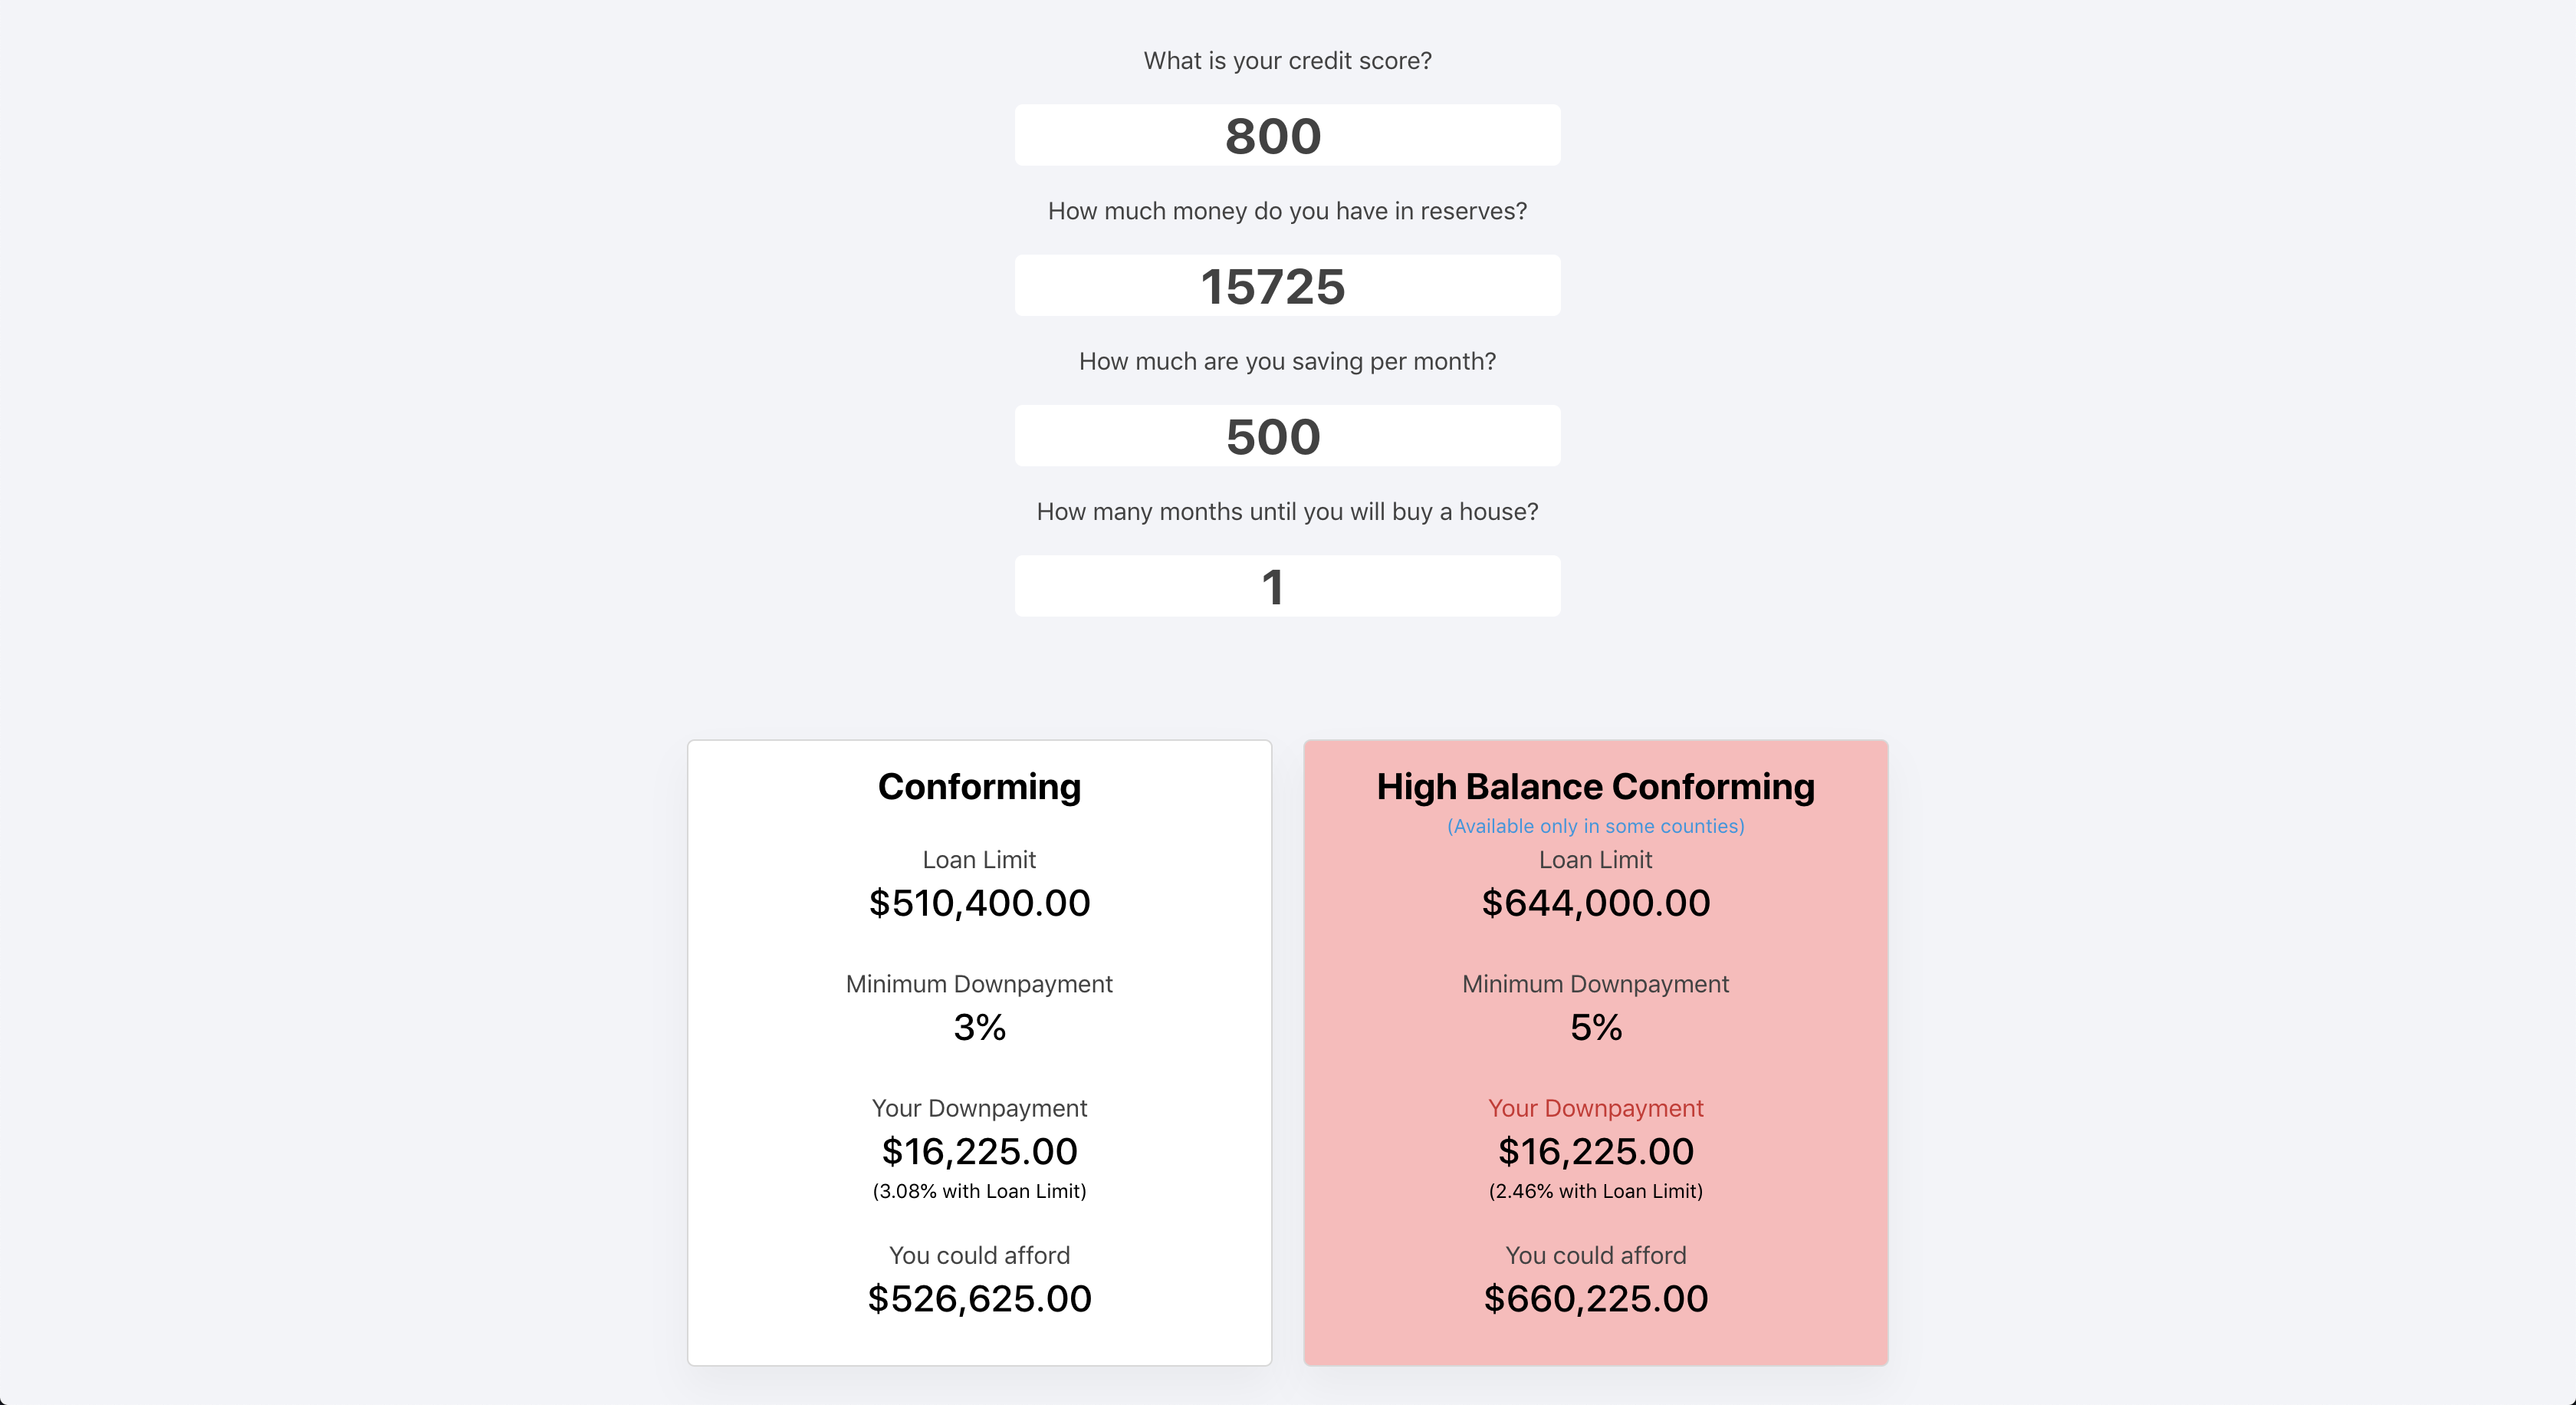 What is your credit score?
800
How much money do you have in reserves?
15725
How much are you saving per month?
500
How many months until you will buy a house?
1
Conforming
Loan Limit
$510,400.00
Minimum Downpayment
3%
Your Downpayment
$16,225.00
(3.08% with Loan Limit)
You could afford
$526,625.00
High Balance Conforming
(Available only in some counties)
Loan Limit
$644,000.00
Minimum Downpayment
5%
Your Downpayment
$16,225.00
(2.46% with Loan Limit)
You could afford
$660,225.00